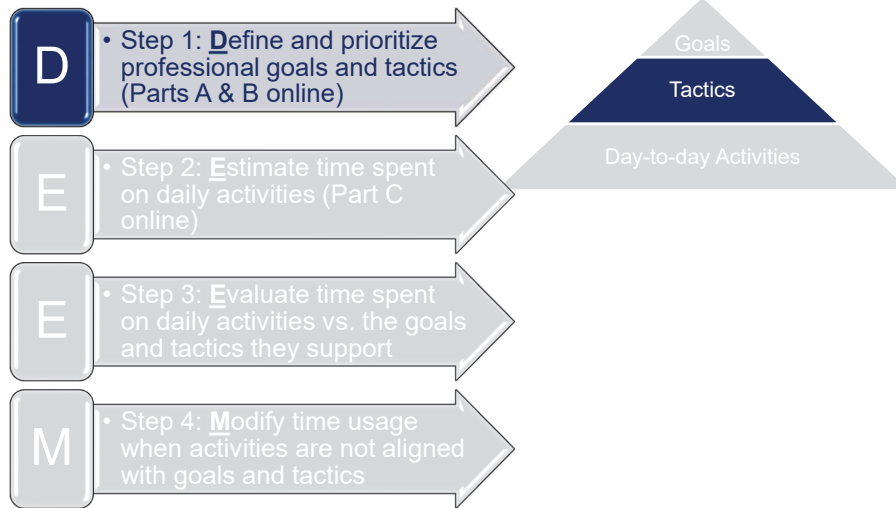 D
• Step 1: Define and prioritize
professional goals and tactics
(Parts A & B online)
E
• Step 2: Estimate time spent
on daily activities (Part C
online)
E
• Step 3: Evaluate time spent
on daily activities vs. the goals
and tactics they support
M
• Step 4: Modify time usage
when activities are not aligned
with goals and tactics
Goals
Tactics
Day-to-day Activities